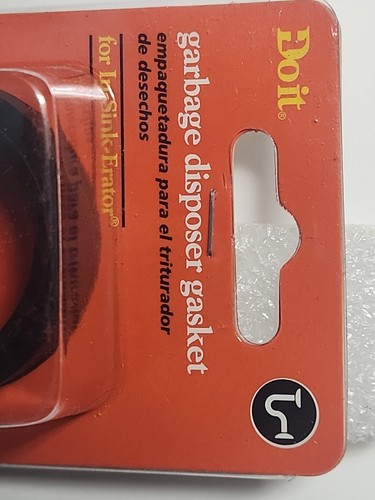 Do it®
garbage disposer gasket
empaquetadura para el triturador
de desechos
for In-Sink-Erator®